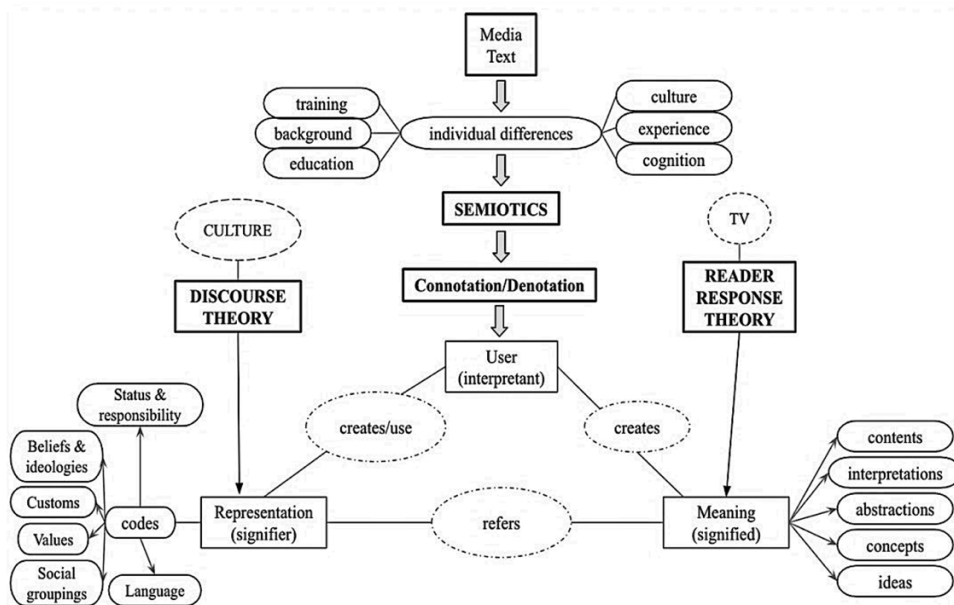 Media
Text
training
culture
background
individual differences
experience
education
cognition
SEMIOTICS
CULTURE
TV
Connotation/Denotation
DISCOURSE
THEORY
READER
RESPONSE
THEORY
User
(interpretant)
Status &
responsibility
creates/use
creates
Beliefs &
ideologies
Customs
Values
Social
groupings
codes
Language
Representation
(signifier)
refers
Meaning
(signified)
contents
interpretations
abstractions
concepts
ideas